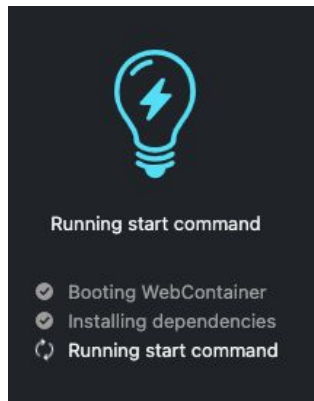 Running start command
Booting WebContainer
Installing dependencies
Running start command